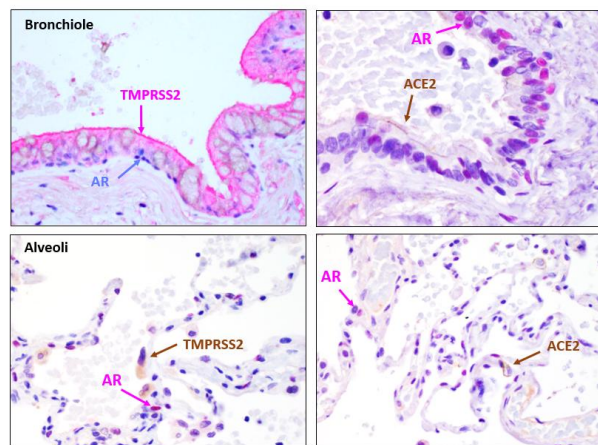 Bronchiole
TMPRSS2
AR
AR
ACE2
Alveoli
TMPRSS2
AR
AR
ACE2